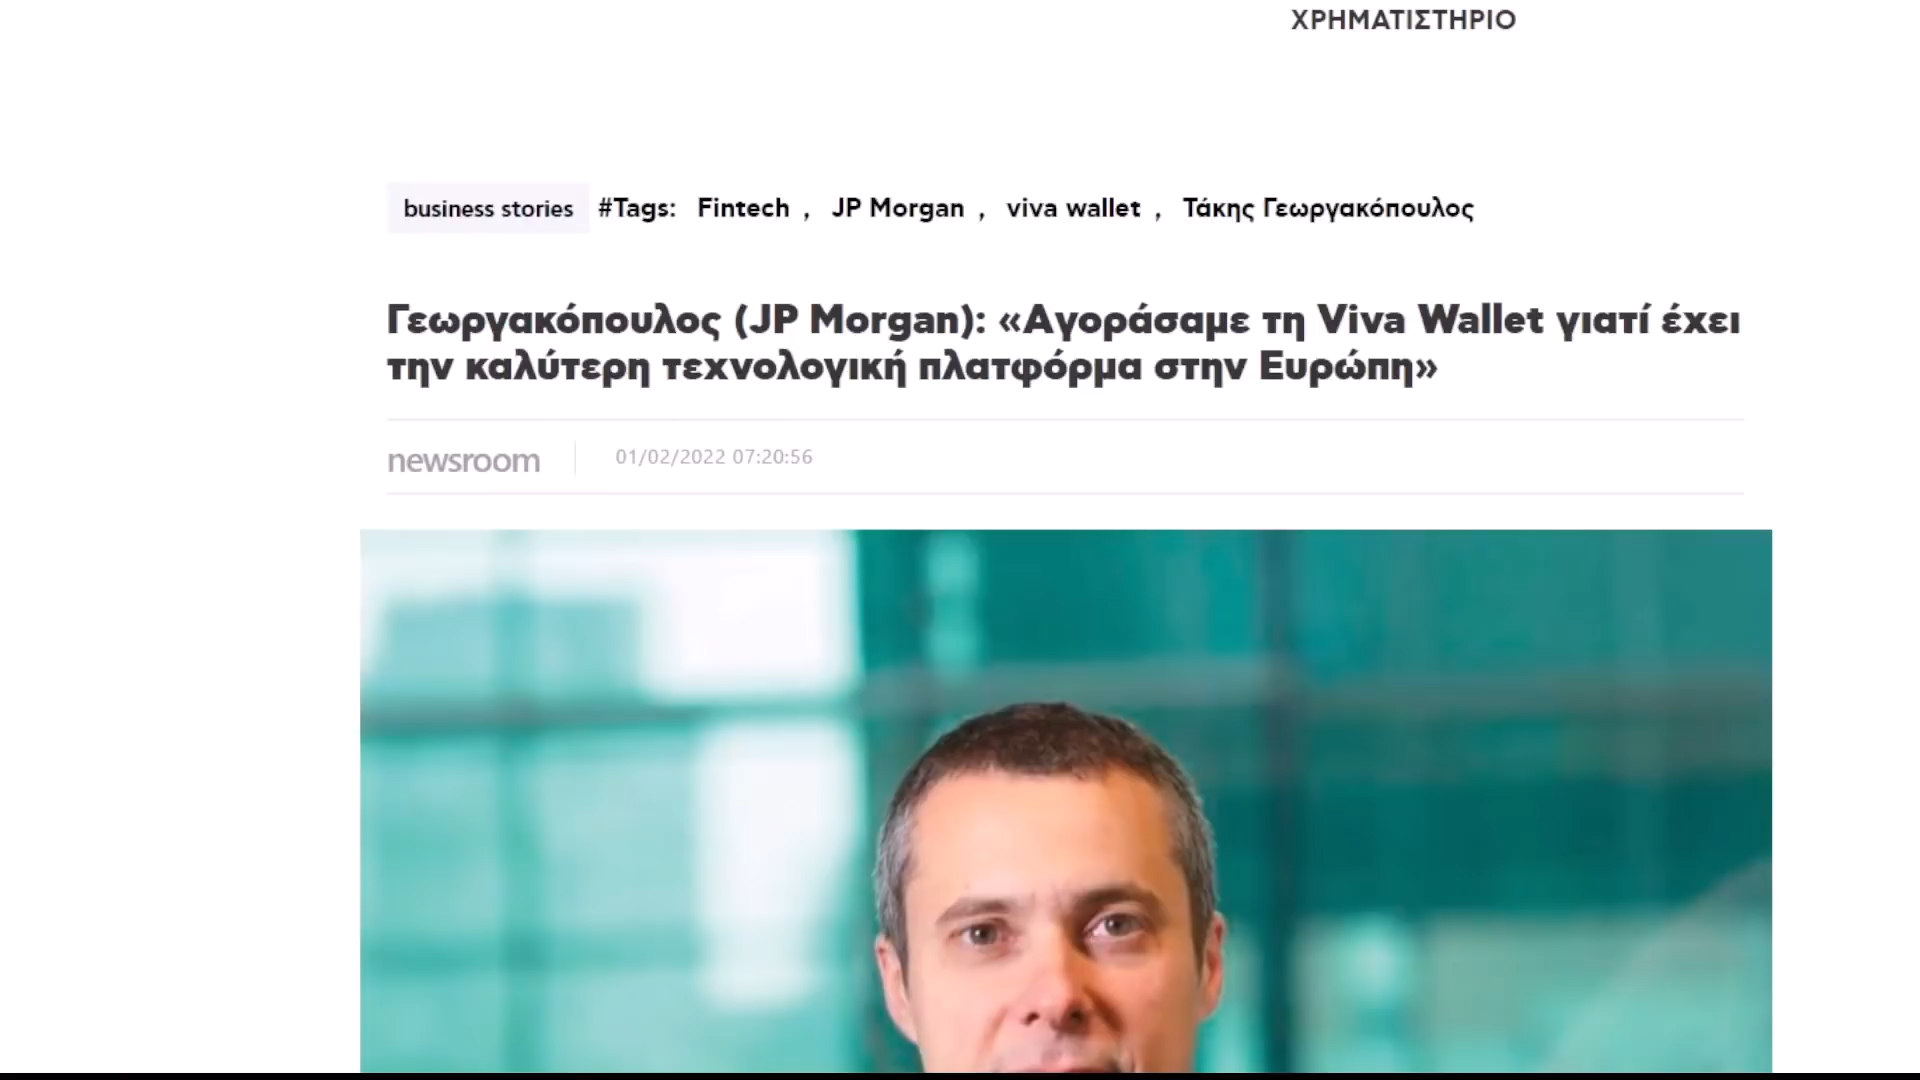 ΧΡΗΜΑΤΙΣΤΗΡΙΟ
business stories #Tags: Fintech , JP Morgan , viva wallet , Τάκης Γεωργακόπουλος
Γεωργακόπουλος (JP Morgan): «Αγοράσαμε τη Viva Wallet γιατί έχει
την καλύτερη τεχνολογική πλατφόρμα στην Ευρώπη»
newsroom 01/02/2022 07:20:56